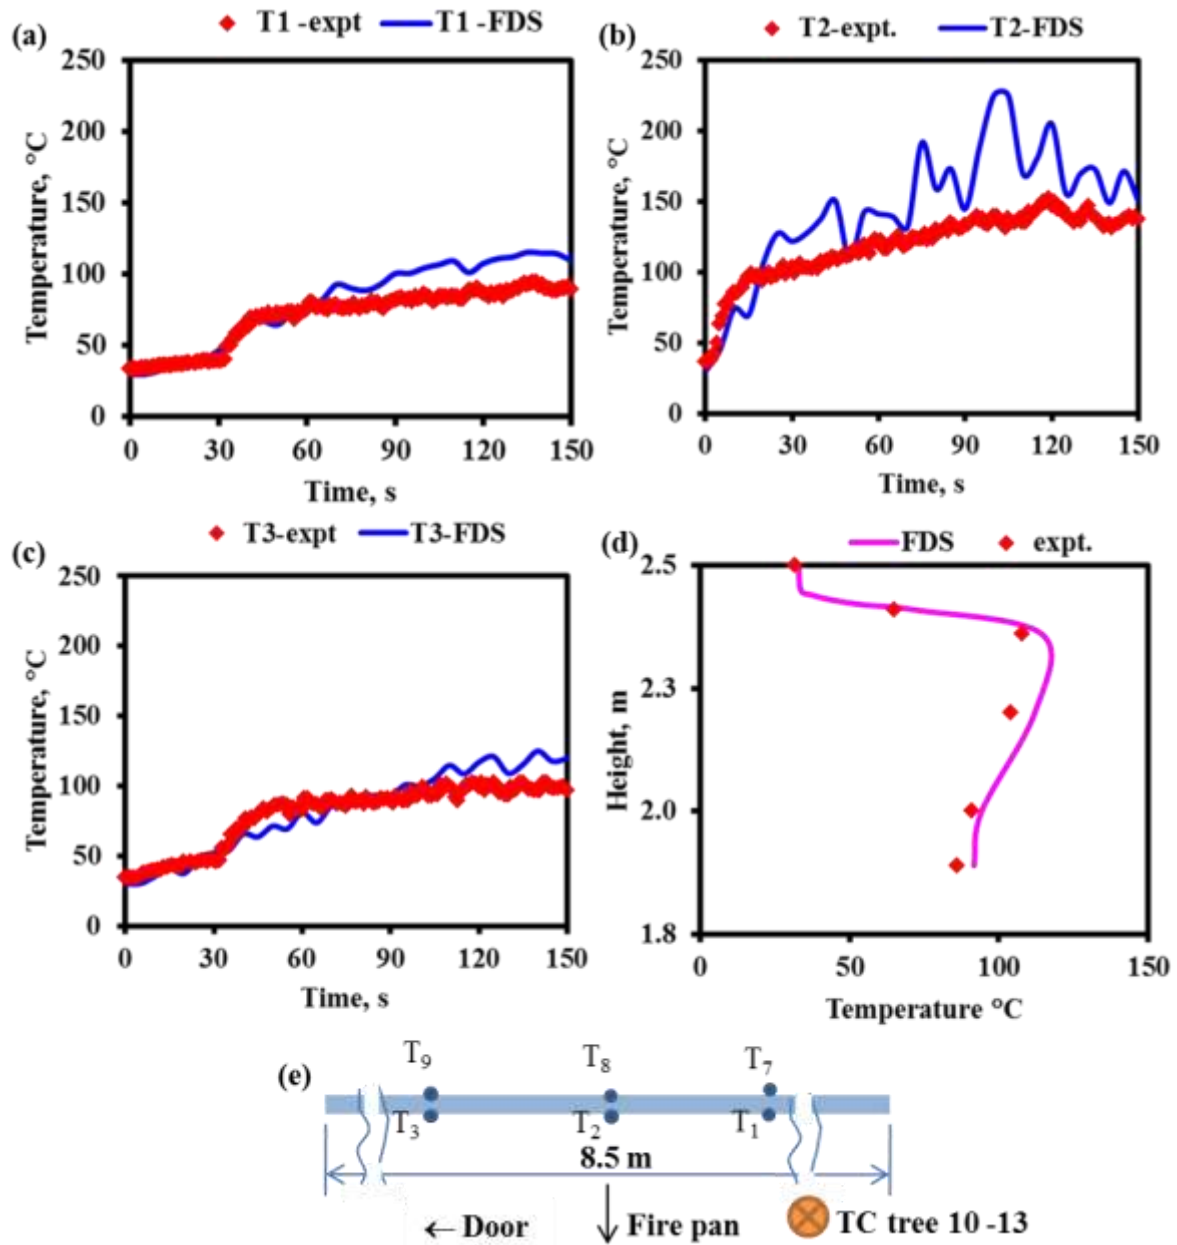 (a)
T1 -expt
T1 -FDS
250
200
150
100
50
0
Temperature, °C
0 30 60 90 120 150
Time, s
(b)
T2-expt.
T2-FDS
250
200
150
100
50
0
Temperature, °C
0 30 60 90 120 150
Time, s
(c)
T3-expt
T3-FDS
250
200
150
100
50
0
Temperature, °C
0 30 60 90 120 150
Time, s
(d)
FDS
expt.
2.5
2.3
2.0
1.8
Height, m
0 50 100 150
Temperature °C
(e)
T9 T8 T7
T3 T2 T1
8.5 m
← Door
↓ Fire pan
TC tree 10 -13